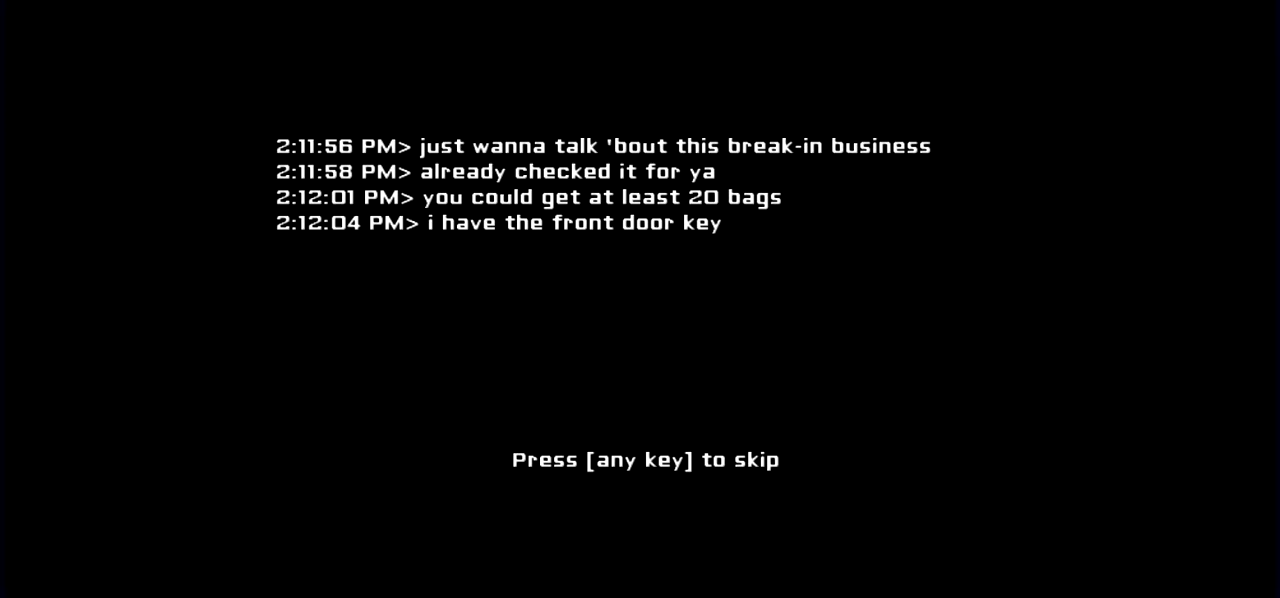 2:11:56 PM> just wanna talk 'bout this break-in business
2:11:58 PM> already checked it for ya
2:12:01 PM> you could get at least 20 bags
2:12:04 PM> i have the front door key
Press [any key] to skip